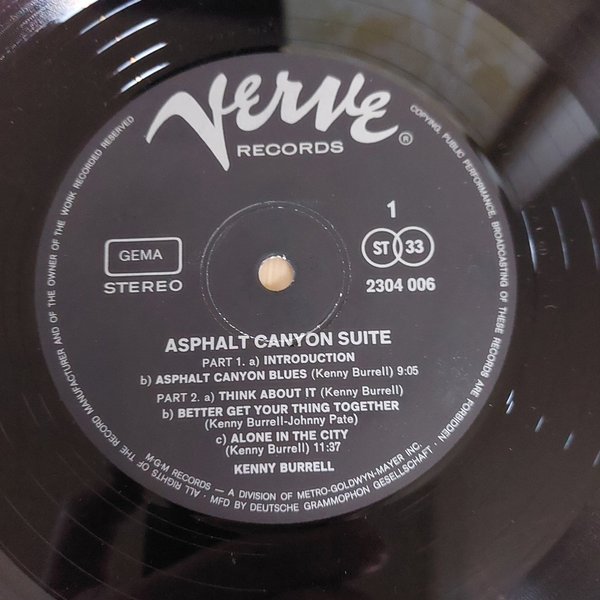 VERVE ®
RECORDS
1
GEMA
STEREO
ST 33
2304 006
ASPHALT CANYON SUITE
PART 1. a) INTRODUCTION
b) ASPHALT CANYON BLUES (Kenny Burrell) 9:05
PART 2. a) THINK ABOUT IT (Kenny Burrell)
b) BETTER GET YOUR THING TOGETHER
(Kenny Burrell-Johnny Pate)
c) ALONE IN THE CITY
(Kenny Burrell) 11:37
KENNY BURRELL
M·G·M RECORDS — A DIVISION OF METRO-GOLDWYN-MAYER INC.
ALL RIGHTS OF THE RECORD MANUFACTURER AND OF THE OWNER OF THE WORK RECORDED RESERVED
COPYING, PUBLIC PERFORMANCE, BROADCASTING OF THESE RECORDS ARE FORBIDDEN
· MFD BY DEUTSCHE GRAMMOPHON GESELLSCHAFT ·